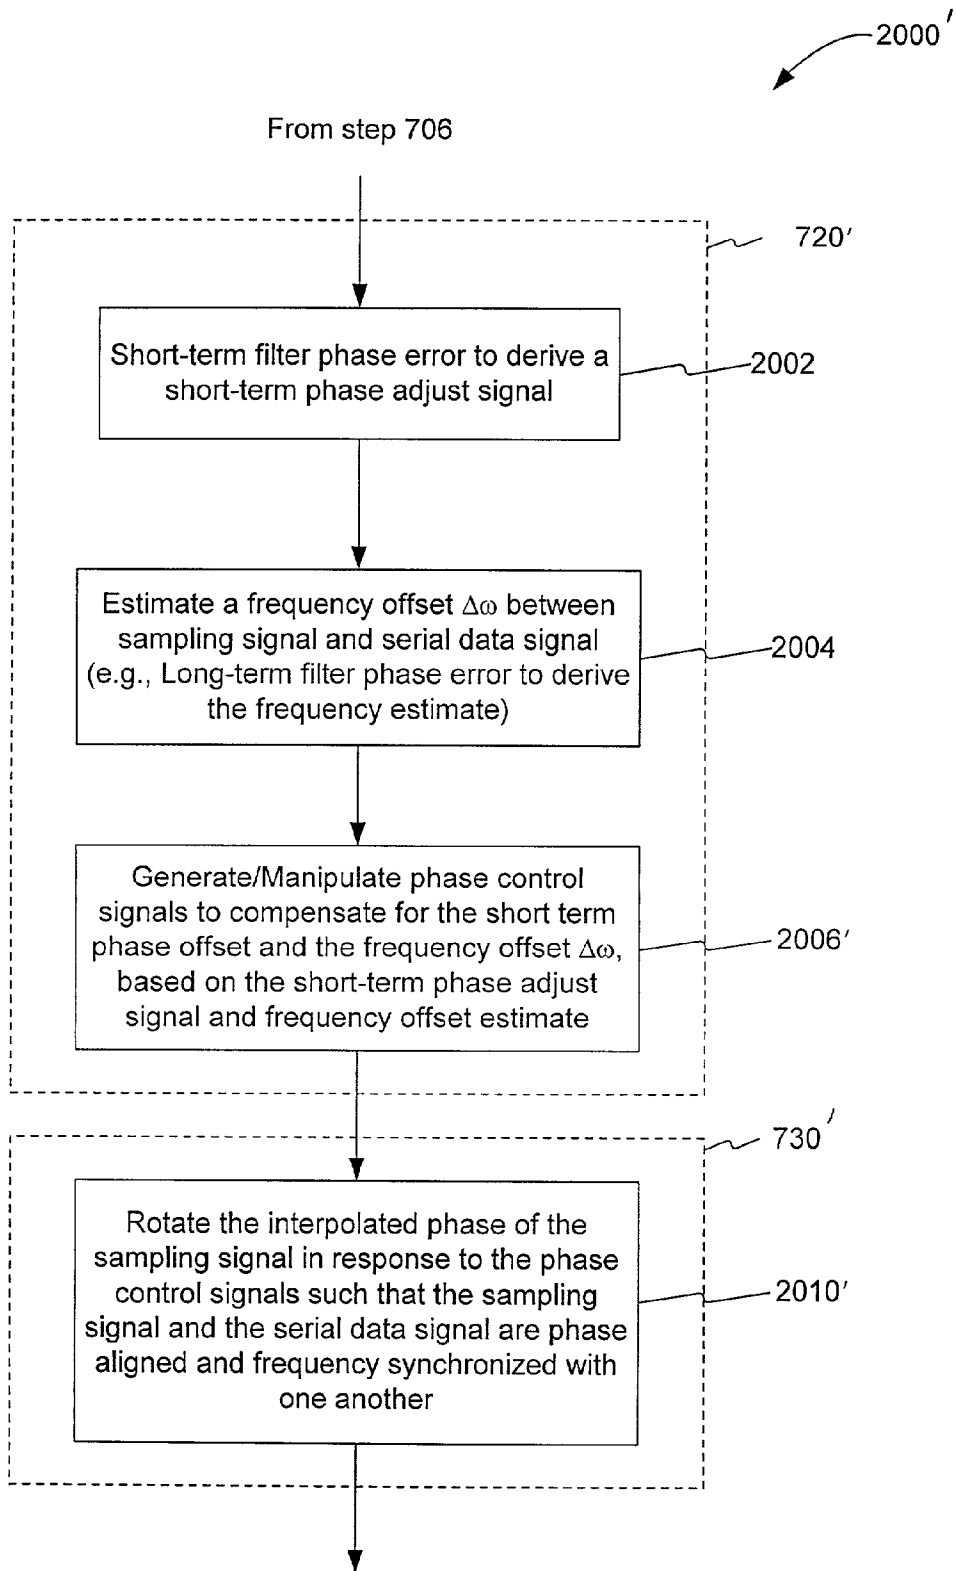 2000'
From step 706
720'
Short-term filter phase error to derive a
short-term phase adjust signal
2002
Estimate a frequency offset Δω between
sampling signal and serial data signal
(e.g., Long-term filter phase error to derive
the frequency estimate)
2004
Generate/Manipulate phase control
signals to compensate for the short term
phase offset and the frequency offset Δω,
based on the short-term phase adjust
signal and frequency offset estimate
2006'
730'
Rotate the interpolated phase of the
sampling signal in response to the phase
control signals such that the sampling
signal and the serial data signal are phase
aligned and frequency synchronized with
one another
2010'